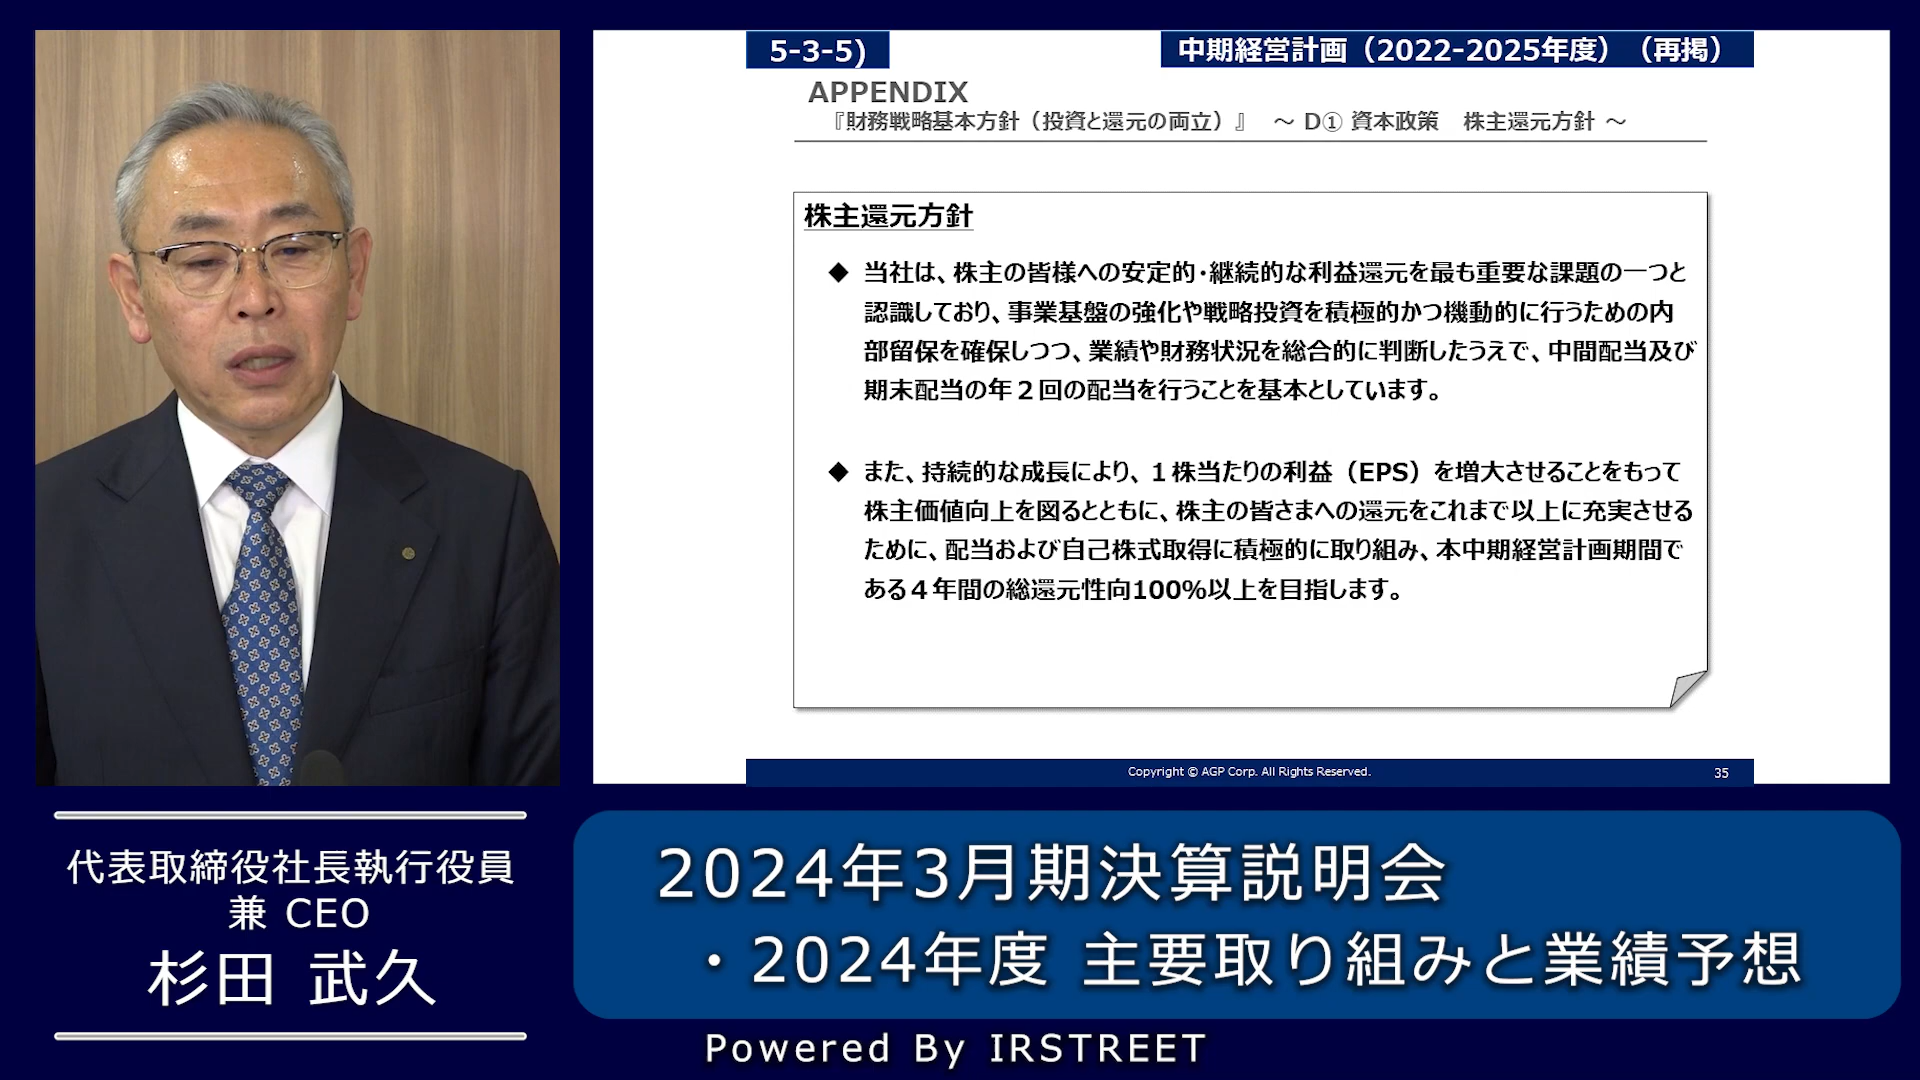 5-3-5)
中期経営計画（2022-2025年度）（再掲）
APPENDIX
『財務戦略基本方針（投資と還元の両立）』 ～ D① 資本政策 株主還元方針 ～
株主還元方針
◆ 当社は、株主の皆様への安定的・継続的な利益還元を最も重要な課題の一つと
認識しており、事業基盤の強化や戦略投資を積極的かつ機動的に行うための内
部留保を確保しつつ、業績や財務状況を総合的に判断したうえで、中間配当及び
期末配当の年２回の配当を行うことを基本としています。
◆ また、持続的な成長により、１株当たりの利益（EPS）を増大させることをもって
株主価値向上を図るとともに、株主の皆さまへの還元をこれまで以上に充実させる
ために、配当および自己株式取得に積極的に取り組み、本中期経営計画期間で
ある４年間の総還元性向100％以上を目指します。
Copyright © AGP Corp. All Rights Reserved.
35
代表取締役社長執行役員
兼 CEO
杉田 武久
2024年3月期決算説明会
・2024年度 主要取り組みと業績予想
Powered By IRSTREET